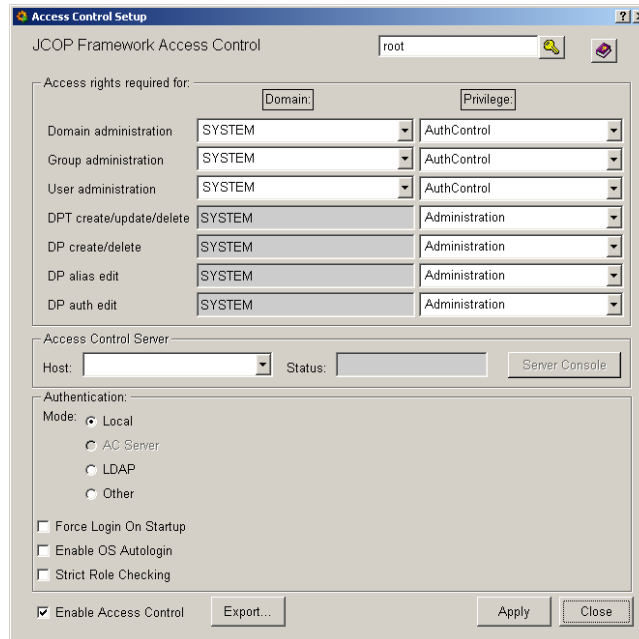 Access Control Setup
JCOP Framework Access Control root
Access rights required for:
Domain: Privilege:
Domain administration SYSTEM AuthControl
Group administration SYSTEM AuthControl
User administration SYSTEM AuthControl
DPT create/update/delete SYSTEM Administration
DP create/delete SYSTEM Administration
DP alias edit SYSTEM Administration
DP auth edit SYSTEM Administration
Access Control Server
Host: Status: Server Console
Authentication:
Mode: Local
AC Server
LDAP
Other
Force Login On Startup
Enable OS Autologin
Strict Role Checking
Enable Access Control Export... Apply Close